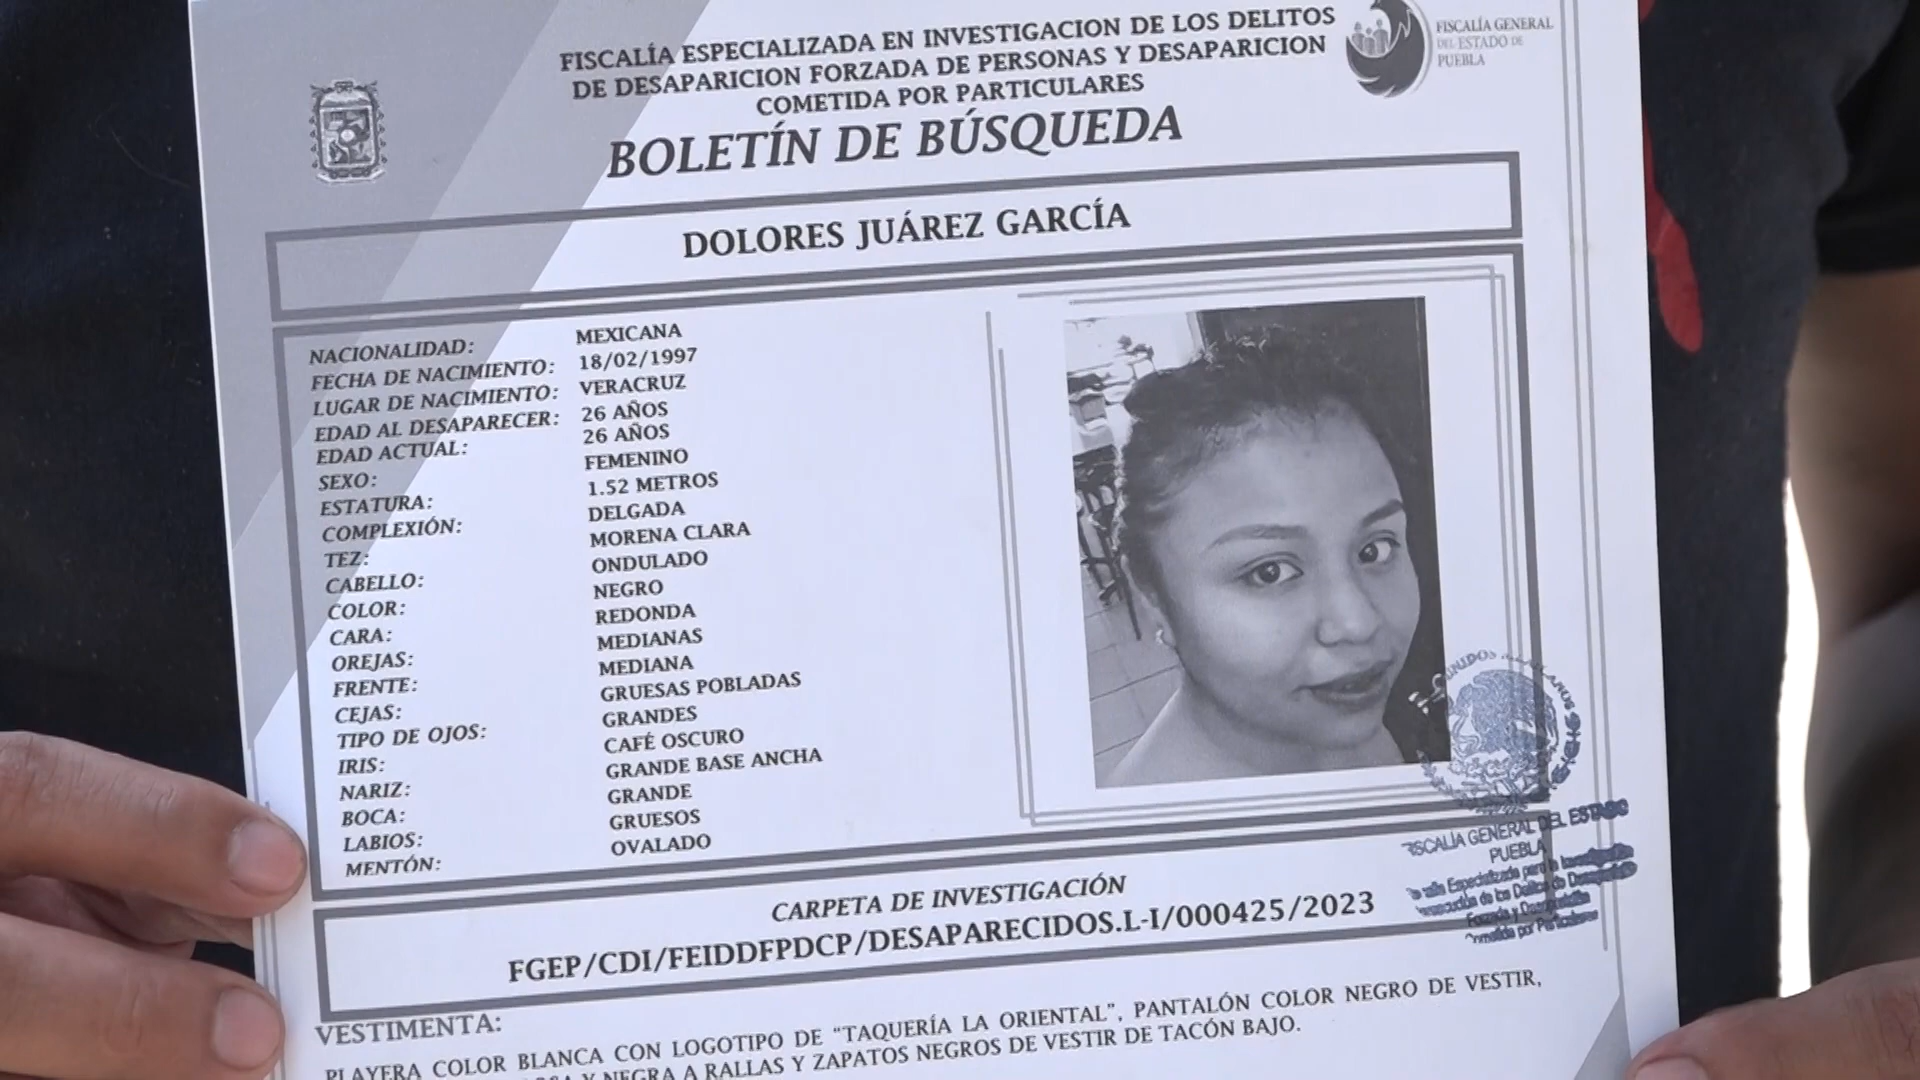 FISCALÍA ESPECIALIZADA EN INVESTIGACION DE LOS DELITOS
DE DESAPARICION FORZADA DE PERSONAS Y DESAPARICION
COMETIDA POR PARTICULARES
BOLETÍN DE BÚSQUEDA
FISCALÍA GENERAL
DEL ESTADO DE
PUEBLA
DOLORES JUÁREZ GARCÍA
NACIONALIDAD: MEXICANA
FECHA DE NACIMIENTO: 18/02/1997
LUGAR DE NACIMIENTO: VERACRUZ
EDAD AL DESAPARECER: 26 AÑOS
EDAD ACTUAL: 26 AÑOS
SEXO: FEMENINO
ESTATURA: 1.52 METROS
COMPLEXIÓN: DELGADA
TEZ: MORENA CLARA
CABELLO: ONDULADO
COLOR: NEGRO
CARA: REDONDA
OREJAS: MEDIANAS
FRENTE: MEDIANA
CEJAS: GRUESAS POBLADAS
TIPO DE OJOS: GRANDES
IRIS: CAFÉ OSCURO
NARIZ: GRANDE BASE ANCHA
BOCA: GRANDE
LABIOS: GRUESOS
MENTÓN: OVALADO
CARPETA DE INVESTIGACIÓN
FGEP/CDI/FEIDDFPDCP/DESAPARECIDOS.L-I/000425/2023
FISCALÍA GENERAL DEL ESTADO
PUEBLA
VESTIMENTA:
PLAYERA COLOR BLANCA CON LOGOTIPO DE "TAQUERÍA LA ORIENTAL", PANTALÓN COLOR NEGRO DE VESTIR,
Y NEGRA A RALLAS Y ZAPATOS NEGROS DE VESTIR DE TACÓN BAJO.